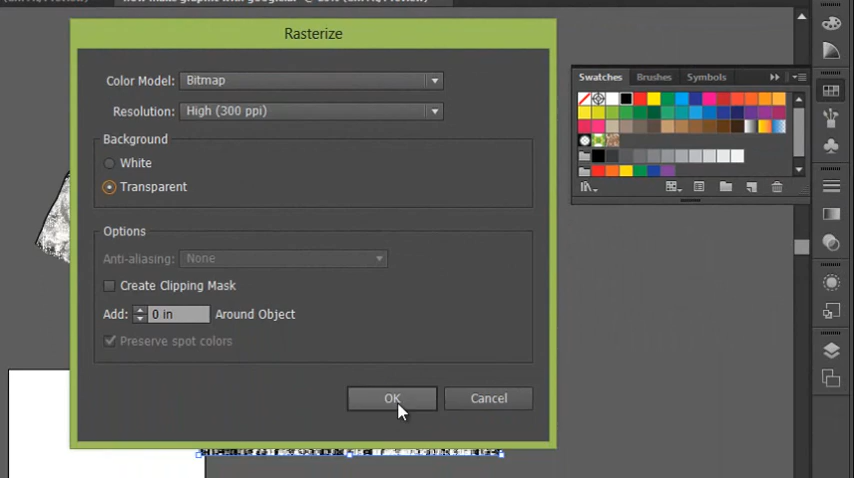 Rasterize
Color Model: Bitmap
Resolution: High (300 ppi)
Background
White
Transparent
Options
Anti-aliasing: None
Create Clipping Mask
Add: 0 in Around Object
Preserve spot colors
OK Cancel
Swatches Brushes Symbols